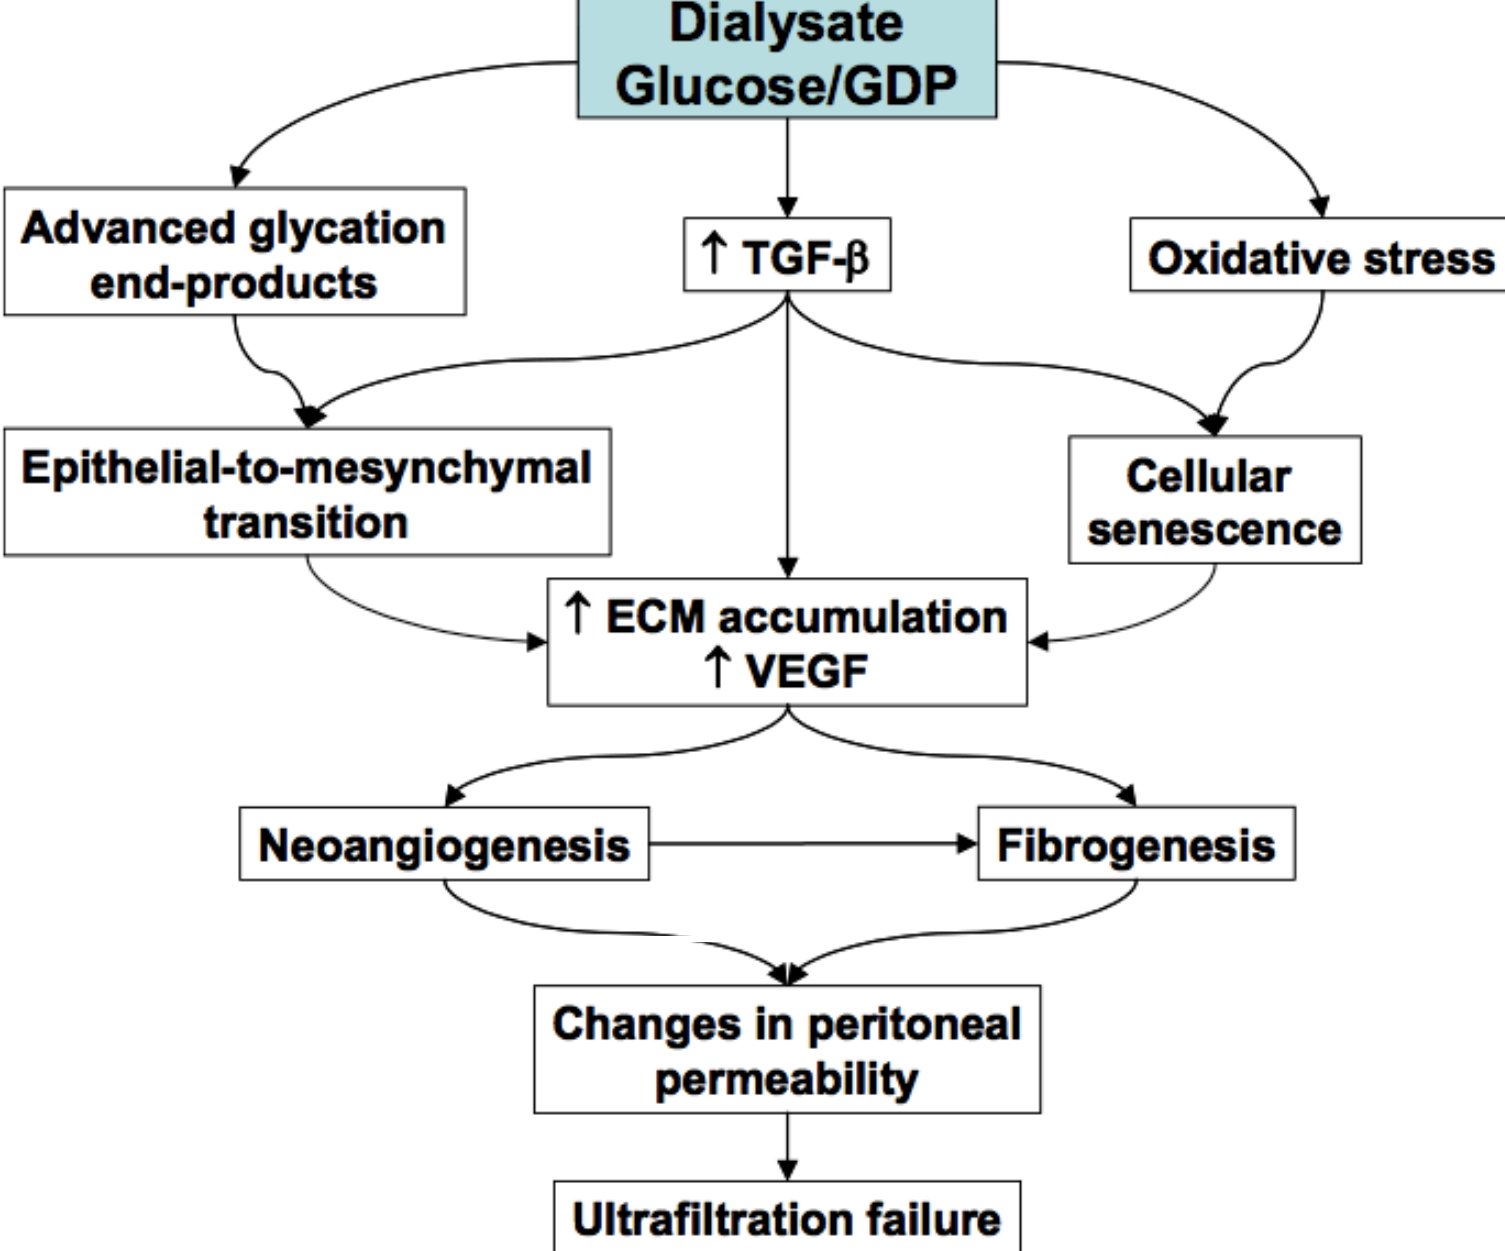 Dialysate
Glucose/GDP
Advanced glycation
end-products
↑ TGF-β
Oxidative stress
Epithelial-to-mesynchymal
transition
Cellular
senescence
↑ ECM accumulation
↑ VEGF
Neoangiogenesis
Fibrogenesis
Changes in peritoneal
permeability
Ultrafiltration failure